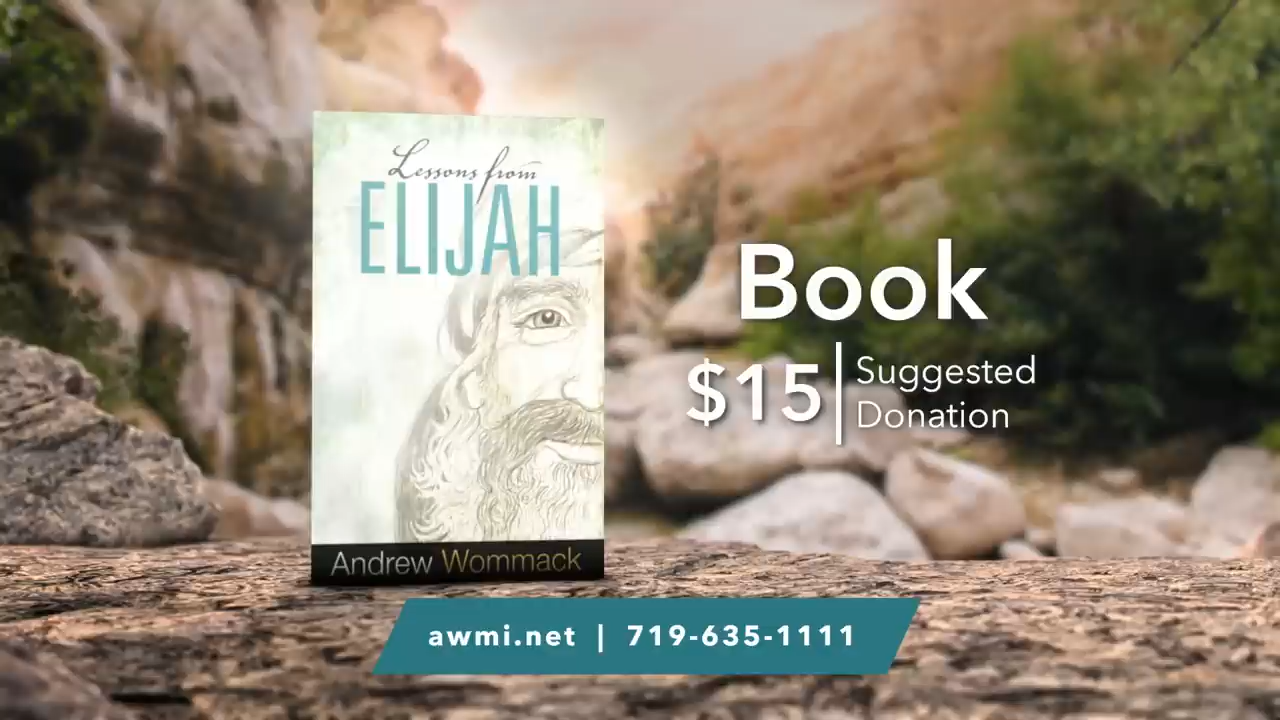 Lessons from
ELIJAH
Andrew Wommack
Book
$15
Suggested
Donation
awmi.net | 719-635-1111